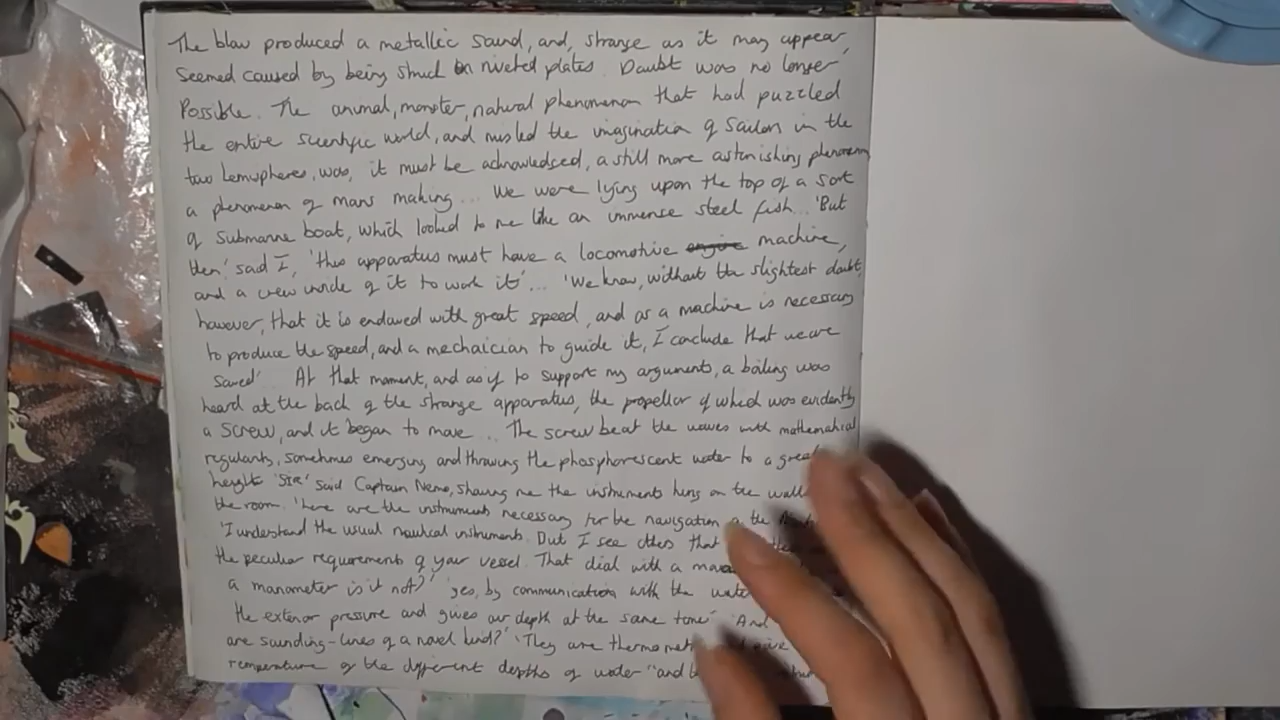 The blow produced a metallic sound, and, strange as it may appear,
seemed caused by being struck on riveted plates. Doubt was no longer
possible. The animal, monster, natural phenomenon that had puzzled
the entire scientific world, and misled the imagination of sailors in the
two hemispheres, was, it must be acknowledged, a still more astonishing phenomenon
a phenomenon of mans making... We were lying upon the top of a sort
of submarine boat, which looked to me like an immense steel fish... 'But
then' said I, 'this apparatus must have a locomotive engine machine,
and a crew inside of it to work it'... 'We know, without the slightest doubt,
however, that it is endowed with great speed, and as a machine is necessary
to produce the speed, and a mechaician to guide it, I conclude that we are
saved' At that moment, and as if to support my arguments, a boiling was
heard at the back of the strange apparatus, the propellor of which was evidently
a screw, and it began to move... The screw beat the waves with mathematical
regularity, sometimes emerging and throwing the phosphorescent water to a great
height 'Sir' said Captain Nemo, showing me the instruments hung on the walls
the room. 'here are the instruments necessary for the navigation of the
'I understand the usual nautical instruments. But I see others that
the peculiar requirements of your vessel. That dial with a
a manometer is it not?' 'yes, by communication with the water
the exterior pressure and gives our depth at the same time' 'And
are sounding-lines of a novel kind?' 'They are give
temperature of the different depths of water' 'and